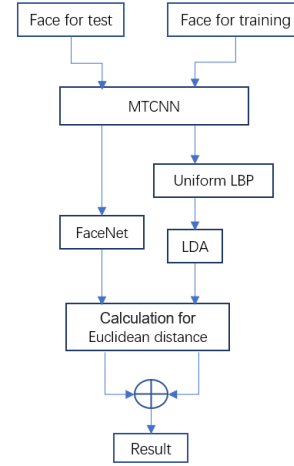 Face for test
Face for training
MTCNN
Uniform LBP
FaceNet
LDA
Calculation for
Euclidean distance
Result